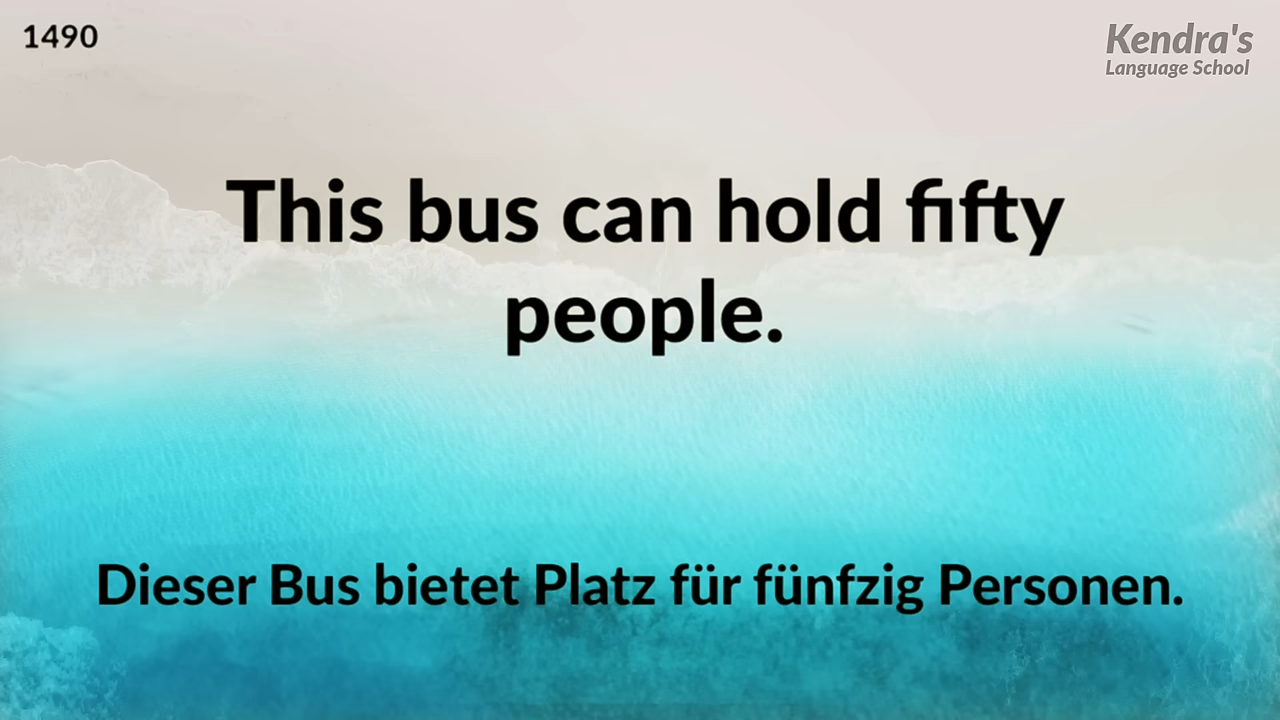 1490
Kendra's
Language School
This bus can hold fifty
people.
Dieser Bus bietet Platz für fünfzig Personen.